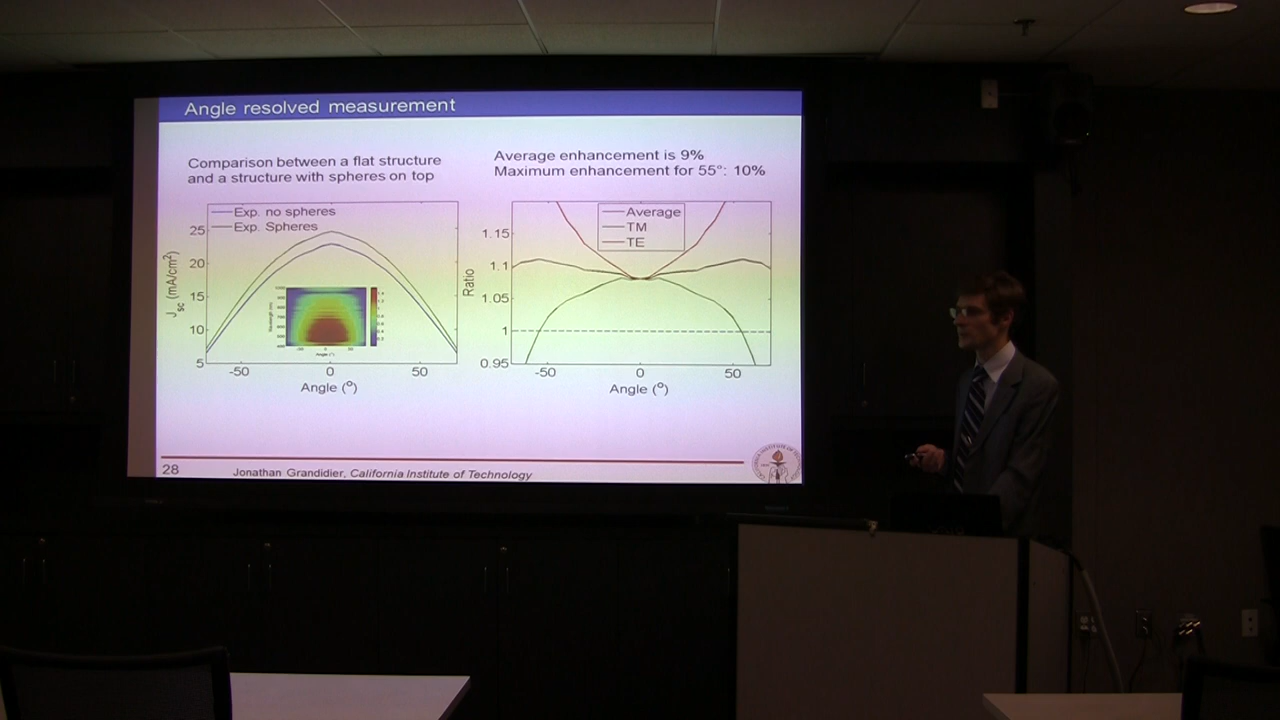 Angle resolved measurement
Comparison between a flat structure
and a structure with spheres on top
Average enhancement is 9%
Maximum enhancement for 55°: 10%
Exp. no spheres
Exp. Spheres
25
20
15
10
5
Jsc (mA/cm²)
-50
0
50
Angle (°)
Angle (°)
Average
TM
TE
1.15
1.1
1.05
1
0.95
Ratio
-50
0
50
Angle (°)
28
Jonathan Grandidier, California Institute of Technology